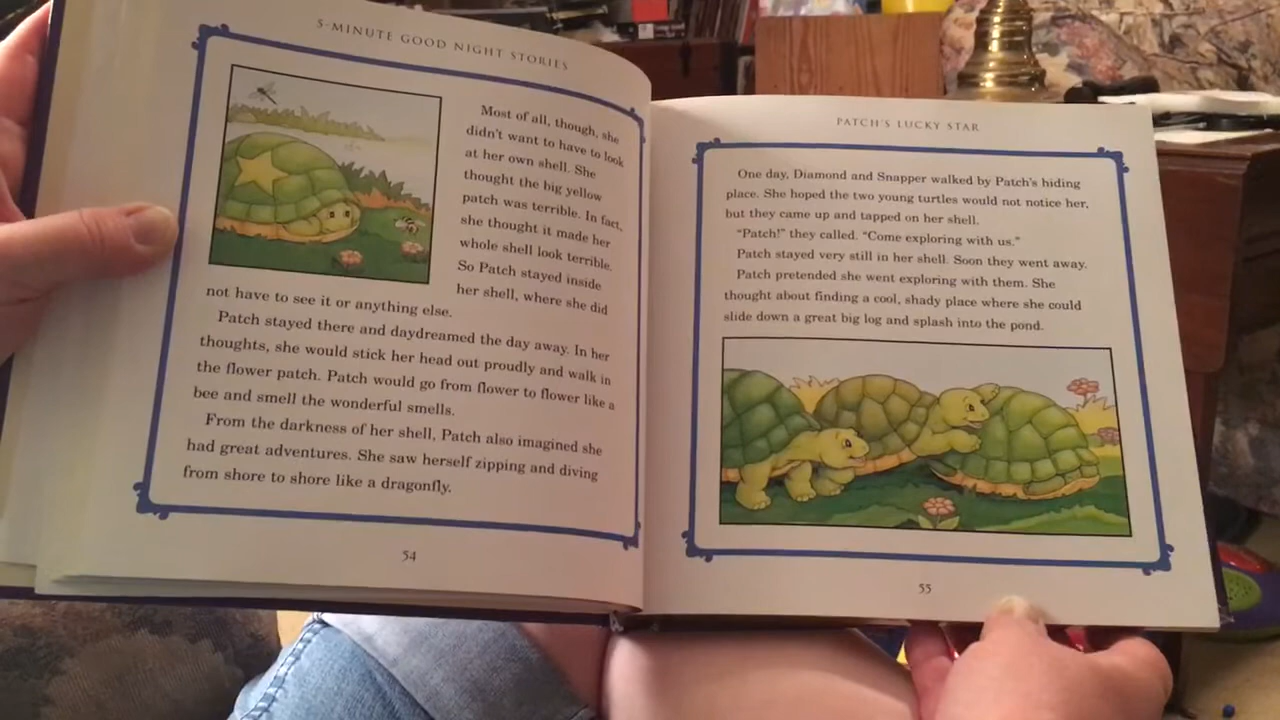 5-MINUTE GOOD NIGHT STORIES
Most of all, though, she
didn't want to have to look
at her own shell. She
thought the big yellow
patch was terrible. In fact,
she thought it made her
whole shell look terrible.
So Patch stayed inside
her shell, where she did
not have to see it or anything else.
Patch stayed there and daydreamed the day away. In her
thoughts, she would stick her head out proudly and walk in
the flower patch. Patch would go from flower to flower like a
bee and smell the wonderful smells.
From the darkness of her shell, Patch also imagined she
had great adventures. She saw herself zipping and diving
from shore to shore like a dragonfly.
54
PATCH'S LUCKY STAR
One day, Diamond and Snapper walked by Patch's hiding
place. She hoped the two young turtles would not notice her,
but they came up and tapped on her shell.
"Patch!" they called. "Come exploring with us."
Patch stayed very still in her shell. Soon they went away.
Patch pretended she went exploring with them. She
thought about finding a cool, shady place where she could
slide down a great big log and splash into the pond.
55